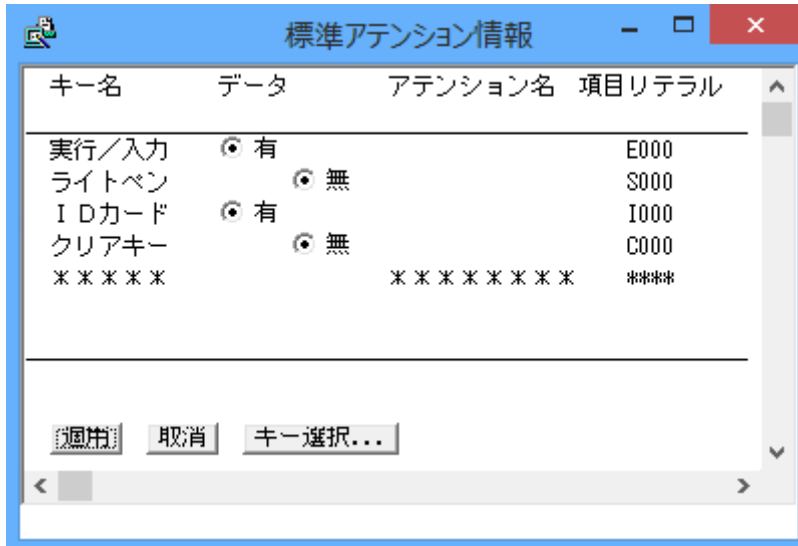 標準アテンション情報
キー名 データ アテンション名 項目リテラル
実行／入力 有 E000
ライトペン 無 S000
ＩＤカード 有 I000
クリアキー 無 C000
＊＊＊＊＊ ＊＊＊＊＊＊＊＊ ****
適用 取消 キー選択...